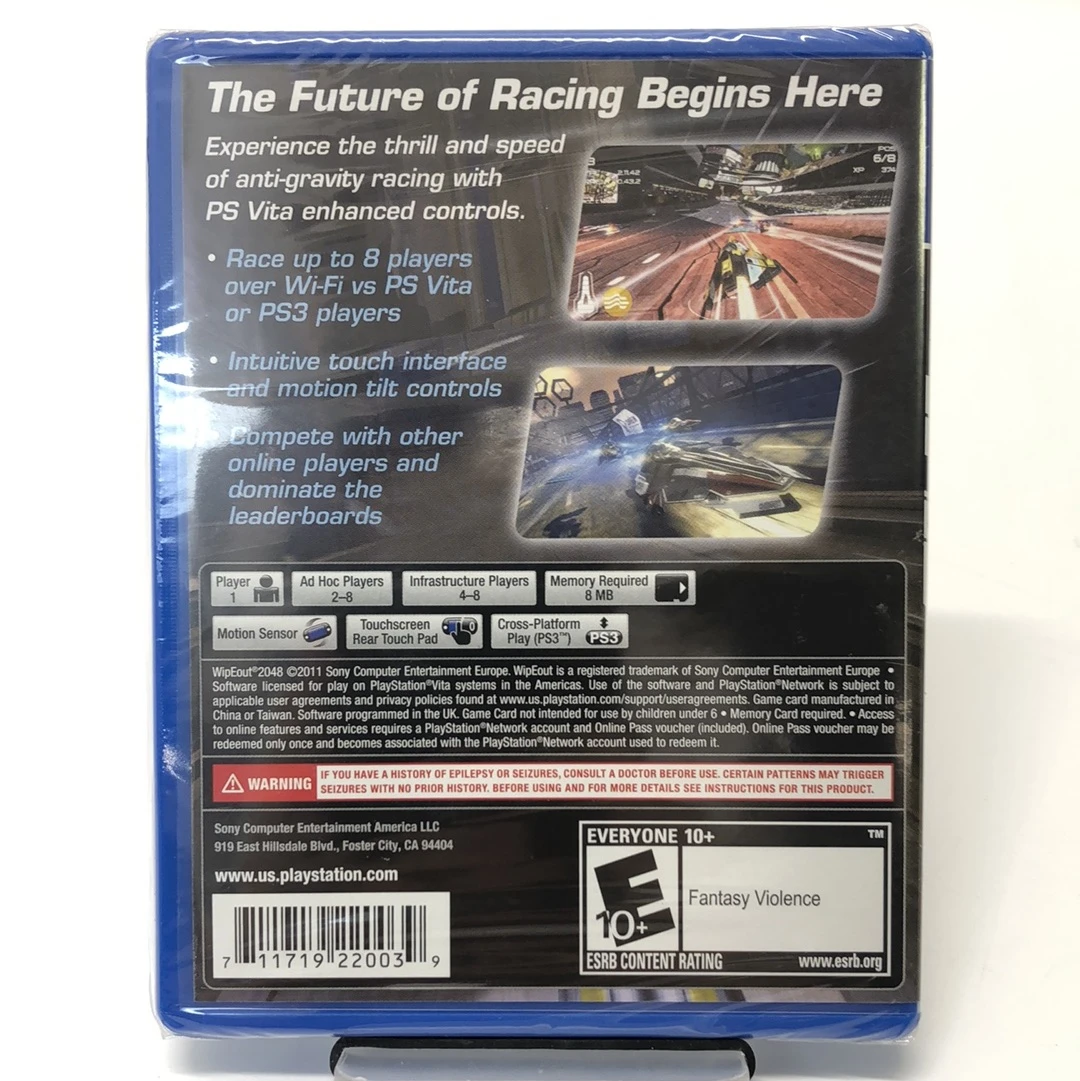 The Future of Racing Begins Here
Experience the thrill and speed
of anti-gravity racing with
PS Vita enhanced controls.
• Race up to 8 players
over Wi-Fi vs PS Vita
or PS3 players
• Intuitive touch interface
and motion tilt controls
Compete with other
online players and
dominate the
leaderboards
POS
6/8
XP 374
Player
1
Ad Hoc Players
2–8
Infrastructure Players
4–8
Memory Required
8 MB
Motion Sensor
Touchscreen
Rear Touch Pad
Cross-Platform
Play (PS3™)
PS3
WipEout®2048 ©2011 Sony Computer Entertainment Europe. WipEout is a registered trademark of Sony Computer Entertainment Europe •
Software licensed for play on PlayStation®Vita systems in the Americas. Use of the software and PlayStation®Network is subject to
applicable user agreements and privacy policies found at www.us.playstation.com/support/useragreements. Game card manufactured in
China or Taiwan. Software programmed in the UK. Game Card not intended for use by children under 6 • Memory Card required. • Access
to online features and services requires a PlayStation®Network account and Online Pass voucher (included). Online Pass voucher may be
redeemed only once and becomes associated with the PlayStation®Network account used to redeem it.
WARNING
IF YOU HAVE A HISTORY OF EPILEPSY OR SEIZURES, CONSULT A DOCTOR BEFORE USE. CERTAIN PATTERNS MAY TRIGGER
SEIZURES WITH NO PRIOR HISTORY. BEFORE USING AND FOR MORE DETAILS SEE INSTRUCTIONS FOR THIS PRODUCT.
Sony Computer Entertainment America LLC
919 East Hillsdale Blvd., Foster City, CA 94404
www.us.playstation.com
7 11719 22003 9
EVERYONE 10+ ™
E
10+
Fantasy Violence
ESRB CONTENT RATING www.esrb.org